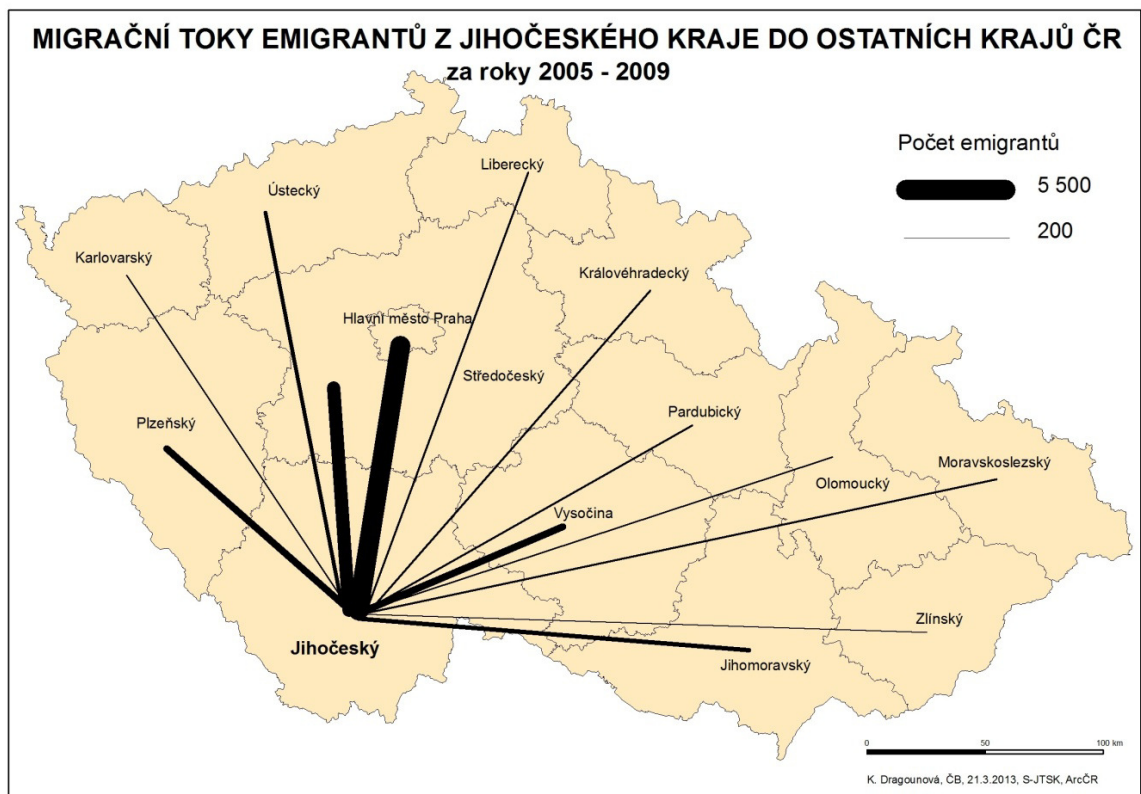 MIGRAČNÍ TOKY EMIGRANTŮ Z JIHOČESKÉHO KRAJE DO OSTATNÍCH KRAJŮ ČR
za roky 2005 - 2009
Počet emigrantů
5 500
200
Liberecký
Ústecký
Karlovarský
Královéhradecký
Hlavní město Praha
Středočeský
Plzeňský
Pardubický
Moravskoslezský
Olomoucký
Vysočina
Zlínský
Jihočeský
Jihomoravský
0 50 100 km
K. Dragounová, ČB, 21.3.2013, S-JTSK, ArcČR